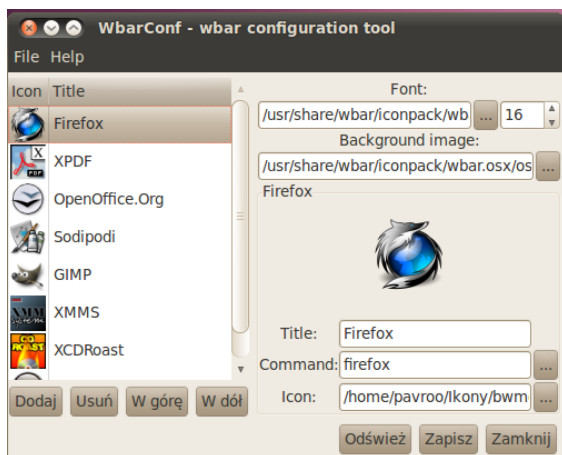 WbarConf - wbar configuration tool
File Help
Icon Title
Firefox
XPDF
OpenOffice.Org
Sodipodi
GIMP
XMMS
XCDRoast
Dodaj Usuń W górę W dół
Font:
/usr/share/wbar/iconpack/wb ... 16
Background image:
/usr/share/wbar/iconpack/wbar.osx/os ...
Firefox
Title: Firefox
Command: firefox ...
Icon: /home/pavroo/Ikony/bwm ...
Odśwież Zapisz Zamknij